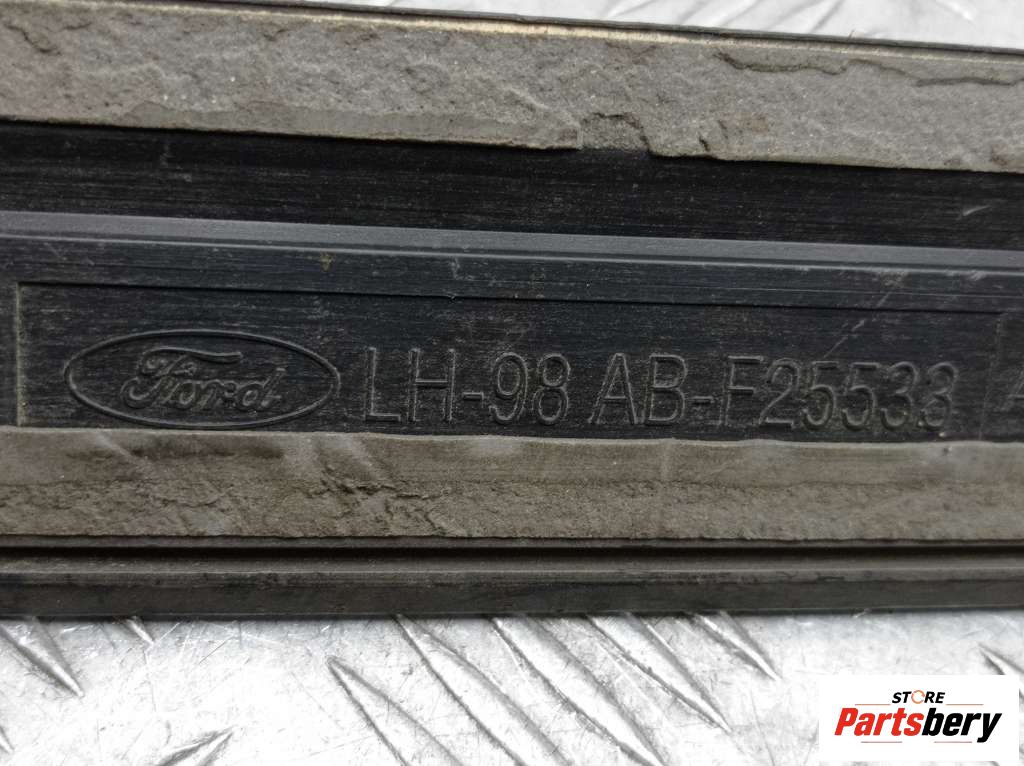 Ford LH-98 AB-F25533 A
STORE
Partsbery